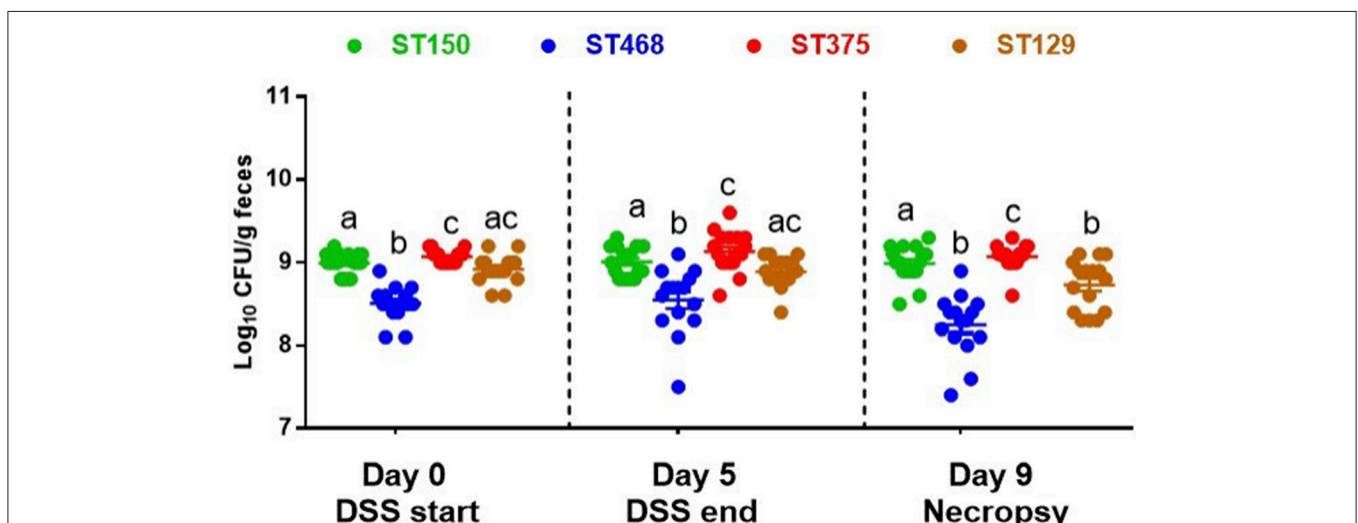 ST150 ST468 ST375 ST129
11
10
9
8
7
Log10 CFU/g feces
a b c ac
a b c ac
a b c b
Day 0 Day 5 Day 9
DSS start DSS end Necropsy